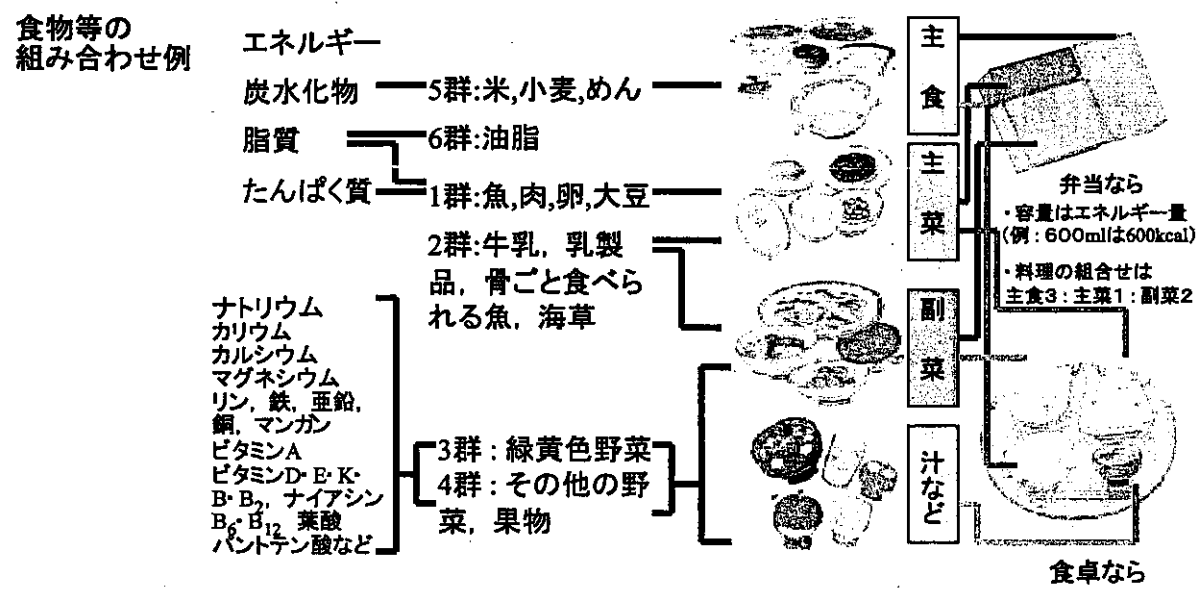 食物等の
組み合わせ例
エネルギー
炭水化物
脂質
たんぱく質
5群:米,小麦,めん
6群:油脂
1群:魚,肉,卵,大豆
2群:牛乳,乳製
品,骨ごと食べら
れる魚,海草
ナトリウム
カリウム
カルシウム
マグネシウム
リン,鉄,亜鉛,
銅,マンガン
ビタミンA
ビタミンD・E・K・
B・B2,ナイアシン
B6・B12 葉酸
パントテン酸など
3群:緑黄色野菜
4群:その他の野
菜,果物
主食
主菜
副菜
汁など
弁当なら
・容量はエネルギー量
(例:600mlは600kcal)
・料理の組合せは
主食3:主菜1:副菜2
食卓なら